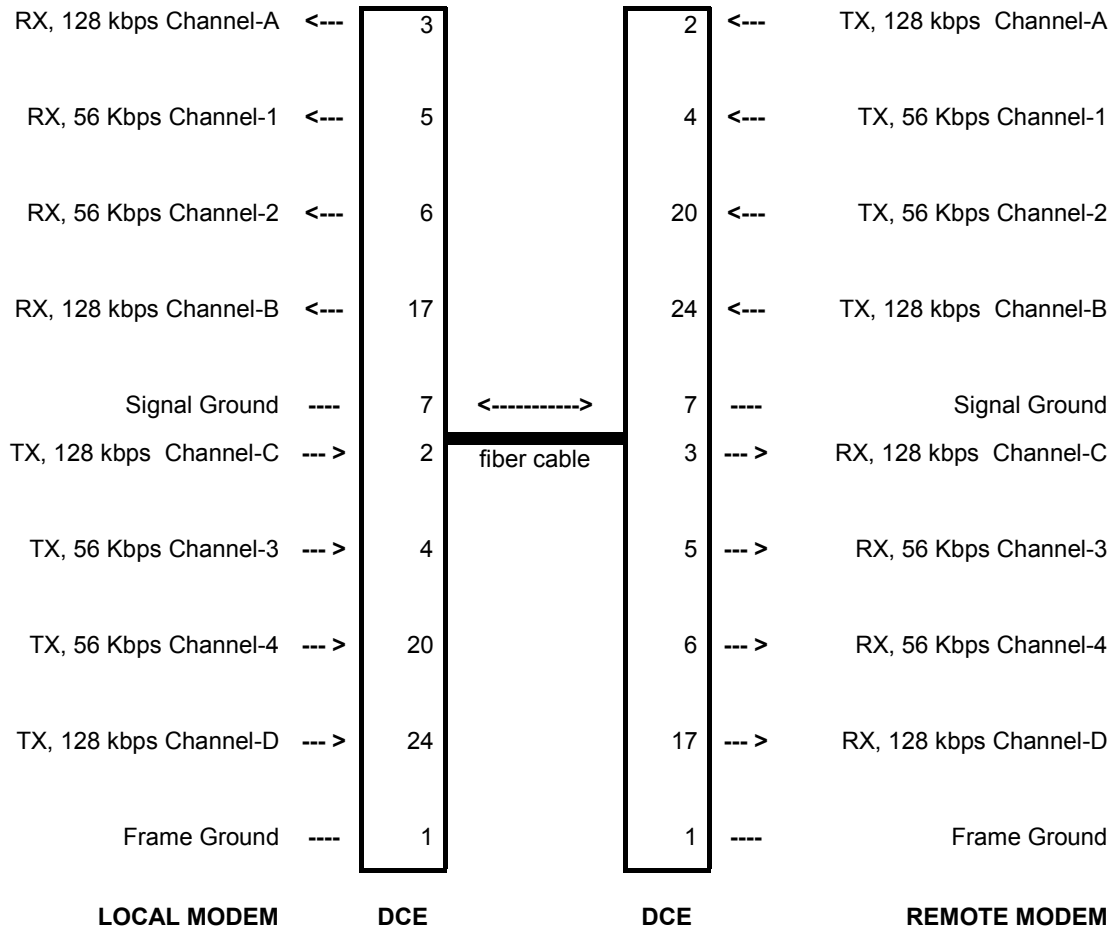 RX, 128 kbps Channel-A <--- 3 2 <--- TX, 128 kbps Channel-A
RX, 56 Kbps Channel-1 <--- 5 4 <--- TX, 56 Kbps Channel-1
RX, 56 Kbps Channel-2 <--- 6 20 <--- TX, 56 Kbps Channel-2
RX, 128 kbps Channel-B <--- 17 24 <--- TX, 128 kbps Channel-B
Signal Ground ---- 7 <-----------> 7 ---- Signal Ground
TX, 128 kbps Channel-C --- > 2 fiber cable 3 --- > RX, 128 kbps Channel-C
TX, 56 Kbps Channel-3 --- > 4 5 --- > RX, 56 Kbps Channel-3
TX, 56 Kbps Channel-4 --- > 20 6 --- > RX, 56 Kbps Channel-4
TX, 128 kbps Channel-D --- > 24 17 --- > RX, 128 kbps Channel-D
Frame Ground ---- 1 1 ---- Frame Ground
LOCAL MODEM DCE DCE REMOTE MODEM